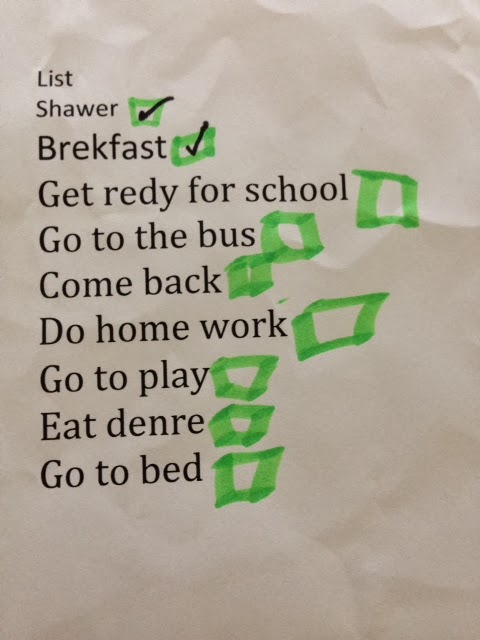 List
Shawer
Brekfast
Get redy for school
Go to the bus
Come back
Do home work
Go to play
Eat denre
Go to bed